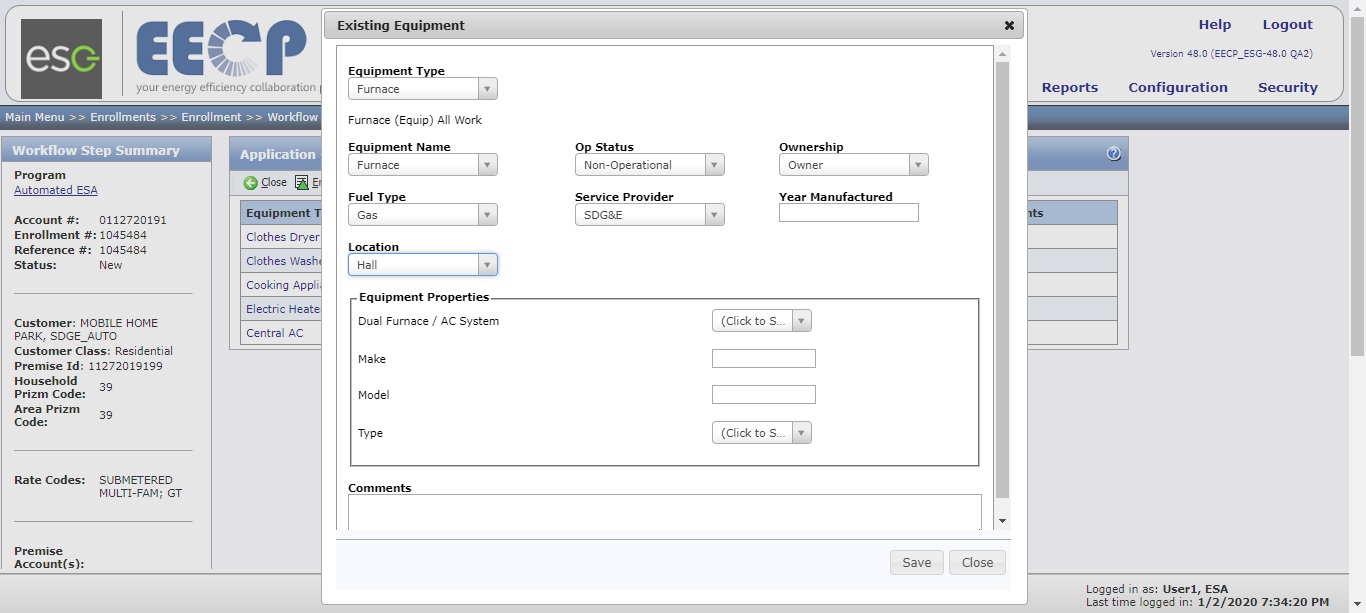 esg
EECP
your energy efficiency collaboration
Help Logout
Version 48.0 (EECP_ESG-48.0 QA2)
Reports Configuration Security
Main Menu >> Enrollments >> Enrollment >> Workflow
Workflow Step Summary
Program
Automated ESA
Account #: 0112720191
Enrollment #: 1045484
Reference #: 1045484
Status: New
Customer: MOBILE HOME
PARK, SDGE_AUTO
Customer Class: Residential
Premise Id: 11272019199
Household
Prizm Code: 39
Area Prizm
Code: 39
Rate Codes: SUBMETERED
MULTI-FAM; GT
Premise
Account(s):
Application
Close
Equipment T
Clothes Dryer
Clothes Washe
Cooking Applia
Electric Heate
Central AC
nts
Existing Equipment
Equipment Type
Furnace
Furnace (Equip) All Work
Equipment Name Op Status Ownership
Furnace Non-Operational Owner
Fuel Type Service Provider Year Manufactured
Gas SDG&E
Location
Hall
Equipment Properties
Dual Furnace / AC System (Click to S...
Make
Model
Type (Click to S...
Comments
Save Close
Logged in as: User1, ESA
Last time logged in: 1/2/2020 7:34:20 PM